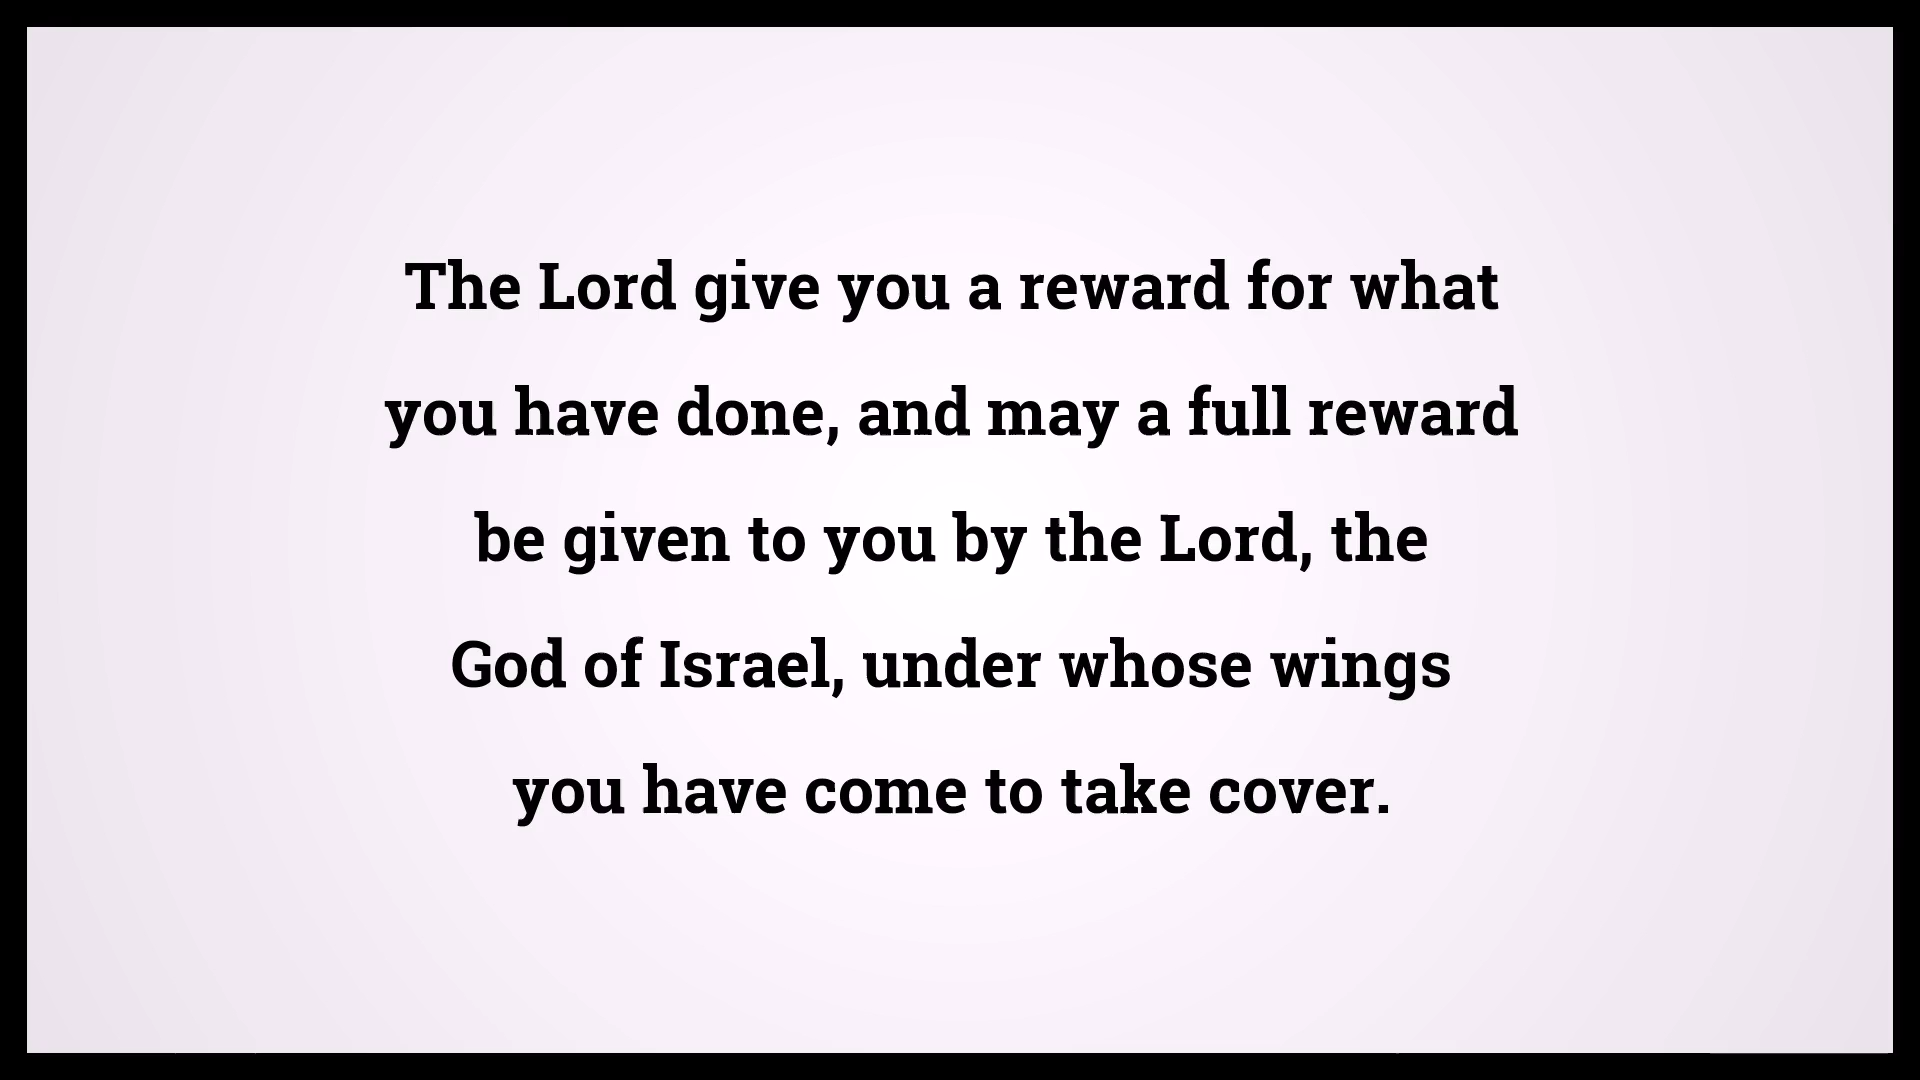 The Lord give you a reward for what
you have done, and may a full reward
be given to you by the Lord, the
God of Israel, under whose wings
you have come to take cover.